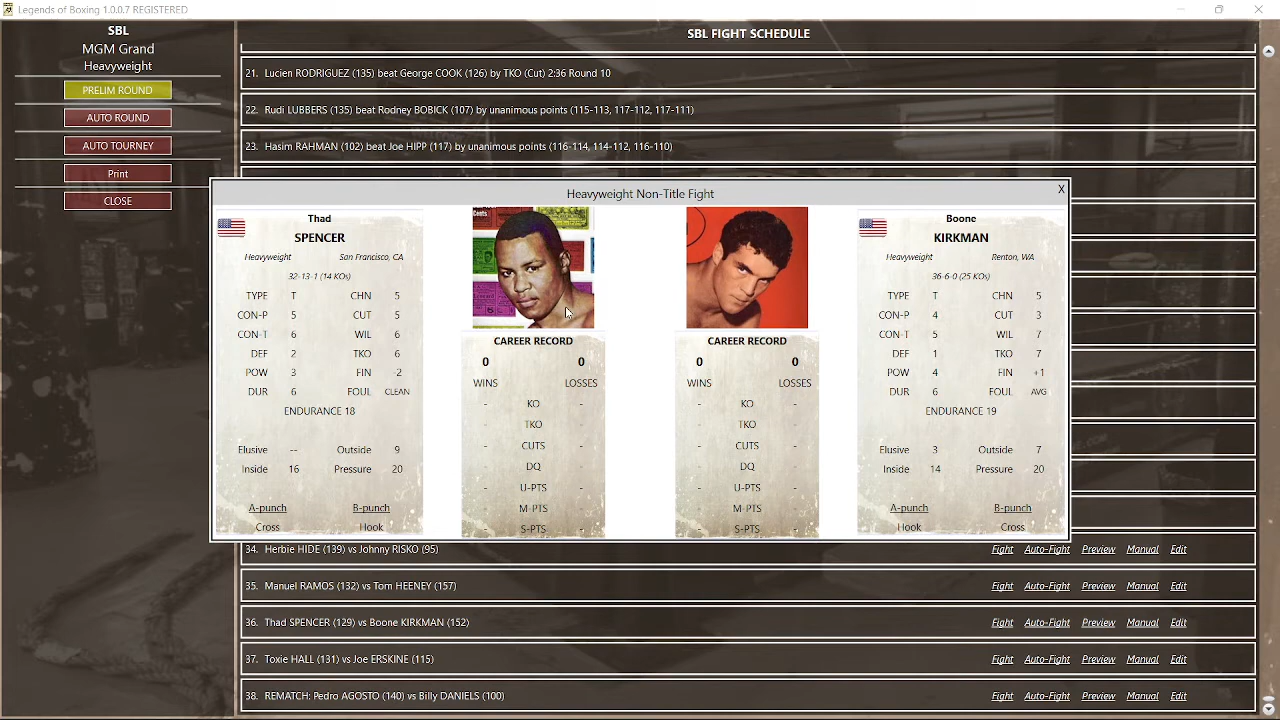 Legends of Boxing 1.0.0.7 REGISTERED
SBL
MGM Grand
Heavyweight
PRELIM ROUND
AUTO ROUND
AUTO TOURNEY
Print
CLOSE
SBL FIGHT SCHEDULE
21. Lucien RODRIGUEZ (135) beat George COOK (126) by TKO (Cut) 2:36 Round 10
22. Rudi LUBBERS (135) beat Rodney BOBICK (107) by unanimous points (115-113, 117-112, 117-111)
23. Hasim RAHMAN (102) beat Joe HIPP (117) by unanimous points (116-114, 114-112, 116-110)
Heavyweight Non-Title Fight X
Thad
SPENCER
Heavyweight San Francisco, CA
32-13-1 (14 KOs)
TYPE T CHN 5
CON-P 5 CUT 5
CON-T 6 WIL 6
DEF 2 TKO 6
POW 3 FIN -2
DUR 6 FOUL CLEAN
ENDURANCE 18
Elusive -- Outside 9
Inside 16 Pressure 20
A-punch B-punch
Cross Hook
Cents
CAREER RECORD
0 0
WINS LOSSES
- KO -
- TKO -
- CUTS -
- DQ -
- U-PTS -
- M-PTS -
- S-PTS -
CAREER RECORD
0 0
WINS LOSSES
- KO -
- TKO -
- CUTS -
- DQ -
- U-PTS -
- M-PTS -
- S-PTS -
Boone
KIRKMAN
Heavyweight Renton, WA
36-6-0 (25 KOs)
TYPE T CHN 5
CON-P 4 CUT 3
CON-T 5 WIL 7
DEF 1 TKO 7
POW 4 FIN +1
DUR 6 FOUL AVG
ENDURANCE 19
Elusive 3 Outside 7
Inside 14 Pressure 20
A-punch B-punch
Hook Cross
34. Herbie HIDE (139) vs Johnny RISKO (95) Fight Auto-Fight Preview Manual Edit
35. Manuel RAMOS (132) vs Tom HEENEY (157) Fight Auto-Fight Preview Manual Edit
36. Thad SPENCER (129) vs Boone KIRKMAN (152) Fight Auto-Fight Preview Manual Edit
37. Toxie HALL (131) vs Joe ERSKINE (115) Fight Auto-Fight Preview Manual Edit
38. REMATCH: Pedro AGOSTO (140) vs Billy DANIELS (100) Fight Auto-Fight Preview Manual Edit